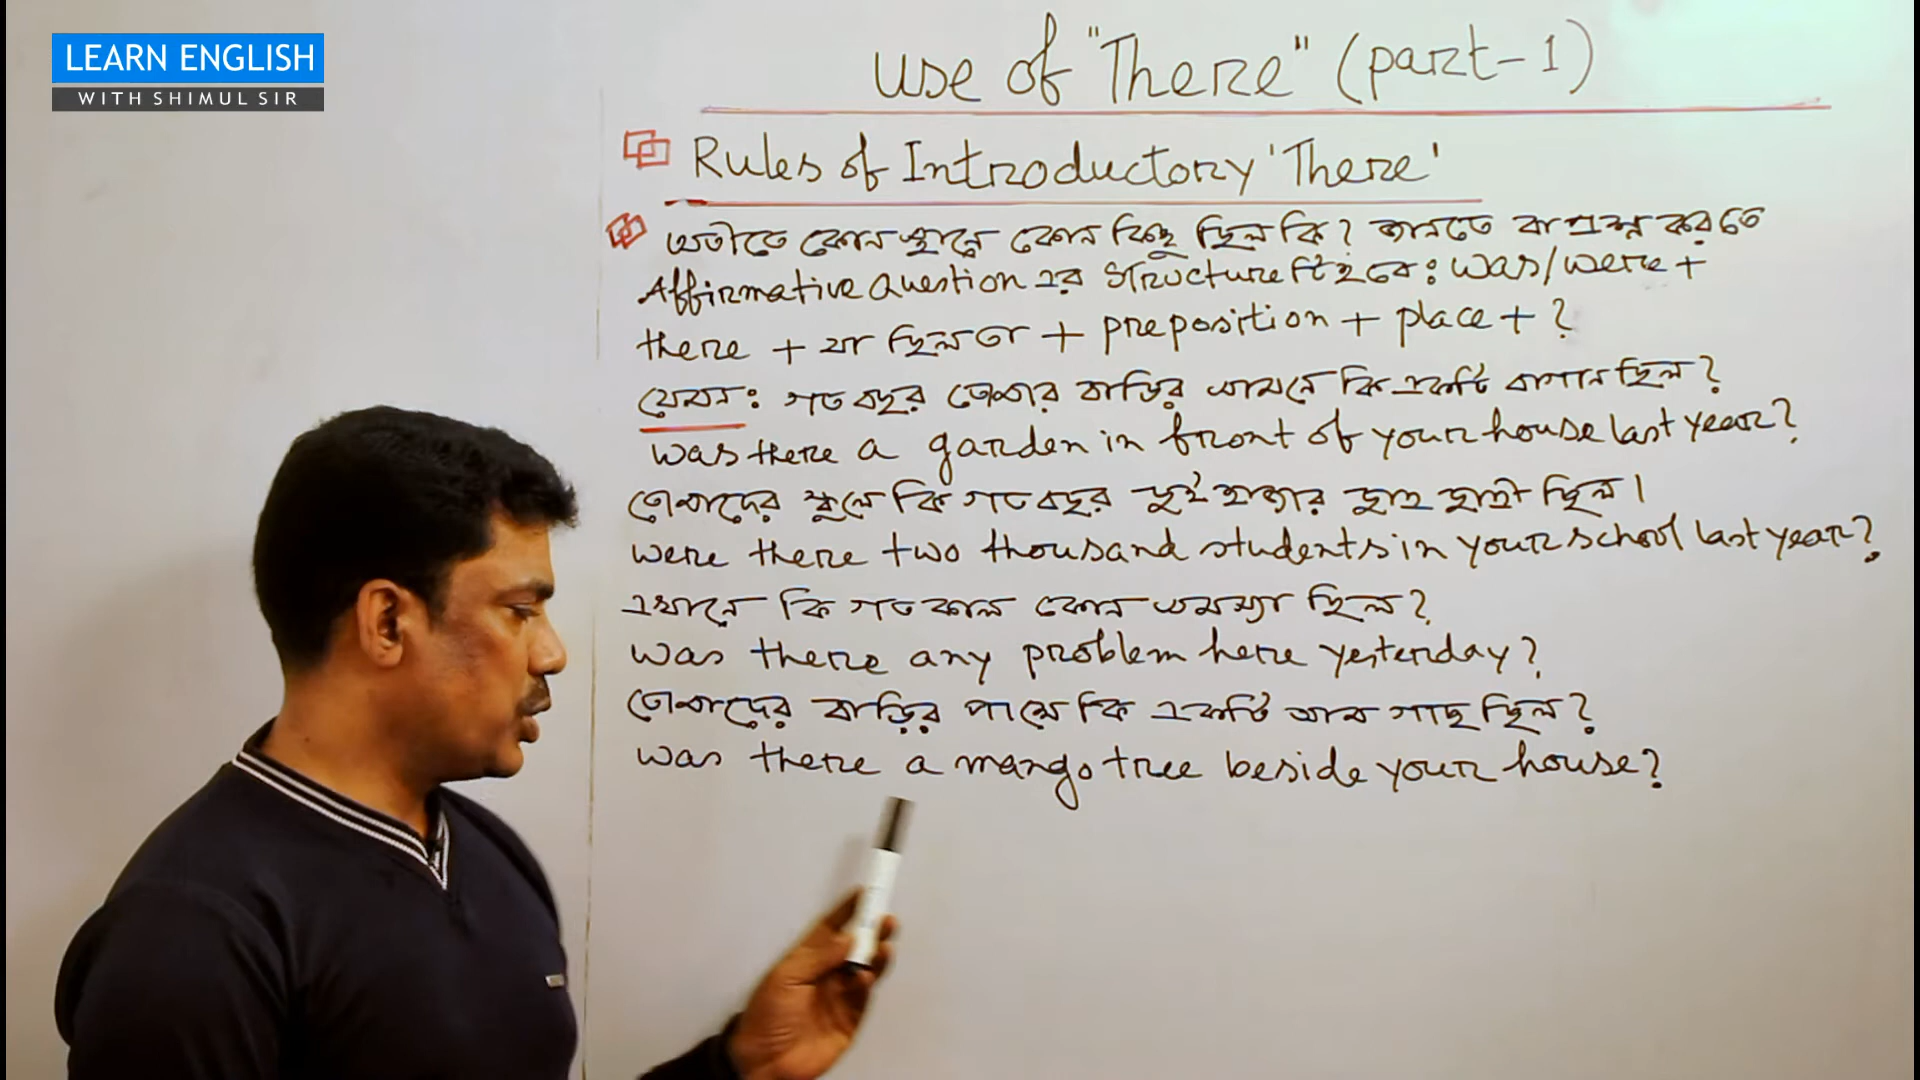 LEARN ENGLISH
WITH SHIMUL SIR
Use of "There" (part-1)
Rules of Introductory 'There'
অতীতে কোন স্থানে কোন কিছু ছিল কি? জানতে বা প্রশ্ন করতে
Affirmative Question এর Structure টি হবে: was/were +
there + যা ছিল তা + preposition + place + ?
যেমন: গত বছর তোমার বাড়ির সামনে কি একটি বাগান ছিল?
Was there a garden in front of your house last year?
তোমাদের স্কুলে কি গত বছর দুই হাজার ছাত্র ছাত্রী ছিল।
Were there two thousand students in your school last year?
এখানে কি গতকাল কোন সমস্যা ছিল?
Was there any problem here yesterday?
তোমাদের বাড়ির পাশে কি একটি আম গাছ ছিল?
Was there a mango tree beside your house?